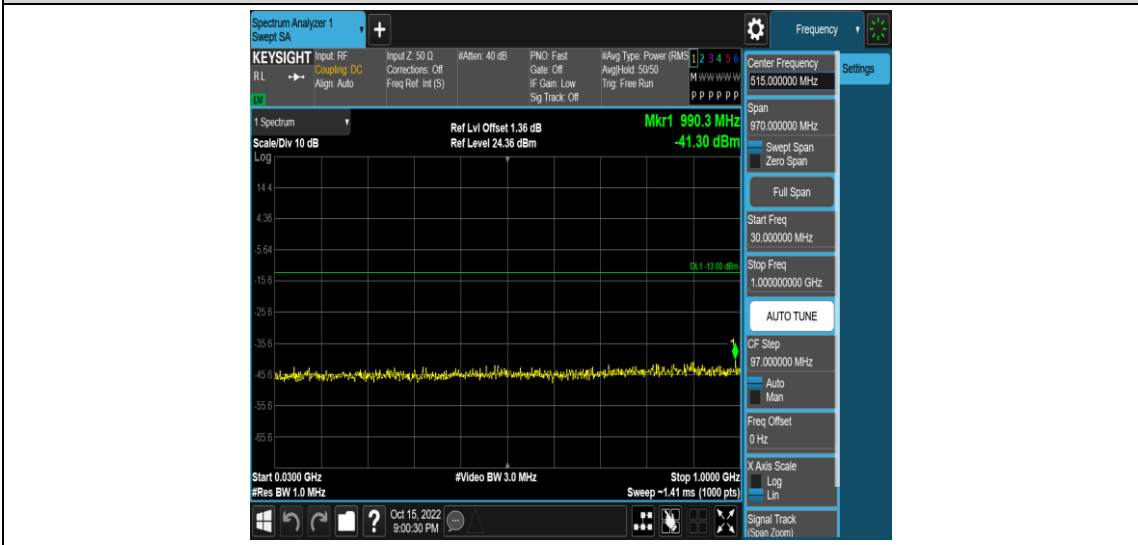 Spectrum Analyzer 1
Swept SA
+
Frequency
KEYSIGHT
RL
LXI
Input: RF
Coupling: DC
Align: Auto
Input Z: 50 Ω
Corrections: Off
Freq Ref: Int (S)
#Atten: 40 dB
PNO: Fast
Gate: Off
IF Gain: Low
Sig Track: Off
#Avg Type: Power (RMS
Avg|Hold: 50/50
Trig: Free Run
1 2 3 4 5 6
M W W W W W
P P P P P P
1 Spectrum
Scale/Div 10 dB
Log
Ref Lvl Offset 1.36 dB
Ref Level 24.36 dBm
Mkr1 990.3 MHz
-41.30 dBm
14.4
4.36
-5.64
DL1 -13.00 dBm
-15.6
-25.6
-35.6
1
-45.6
-55.6
-65.6
Start 0.0300 GHz
#Res BW 1.0 MHz
#Video BW 3.0 MHz
Stop 1.0000 GHz
Sweep ~1.41 ms (1000 pts)
Oct 15, 2022
9:00:30 PM
?
Center Frequency
515.000000 MHz
Settings
Span
970.000000 MHz
Swept Span
Zero Span
Full Span
Start Freq
30.000000 MHz
Stop Freq
1.000000000 GHz
AUTO TUNE
CF Step
97.000000 MHz
Auto
Man
Freq Offset
0 Hz
X Axis Scale
Log
Lin
Signal Track
(Span Zoom)